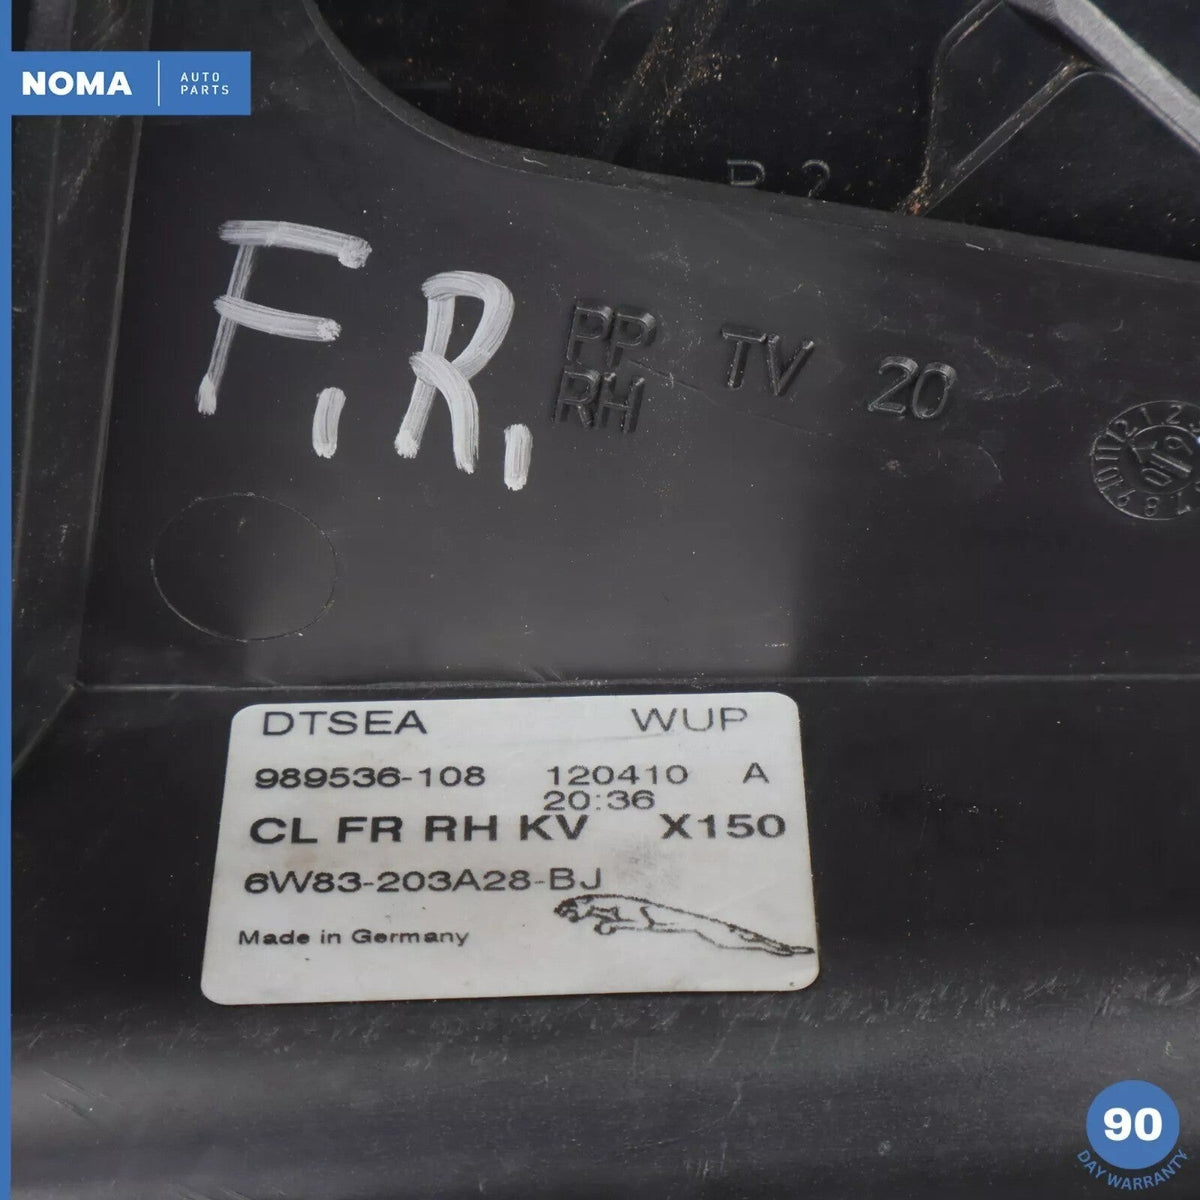 NOMA AUTO PARTS
F.R.
PP TV 20
RH
DTSEA WUP
989536-108 120410 A
20:36
CL FR RH KV X150
6W83-203A28-BJ
Made in Germany
90
DAY WARRANTY